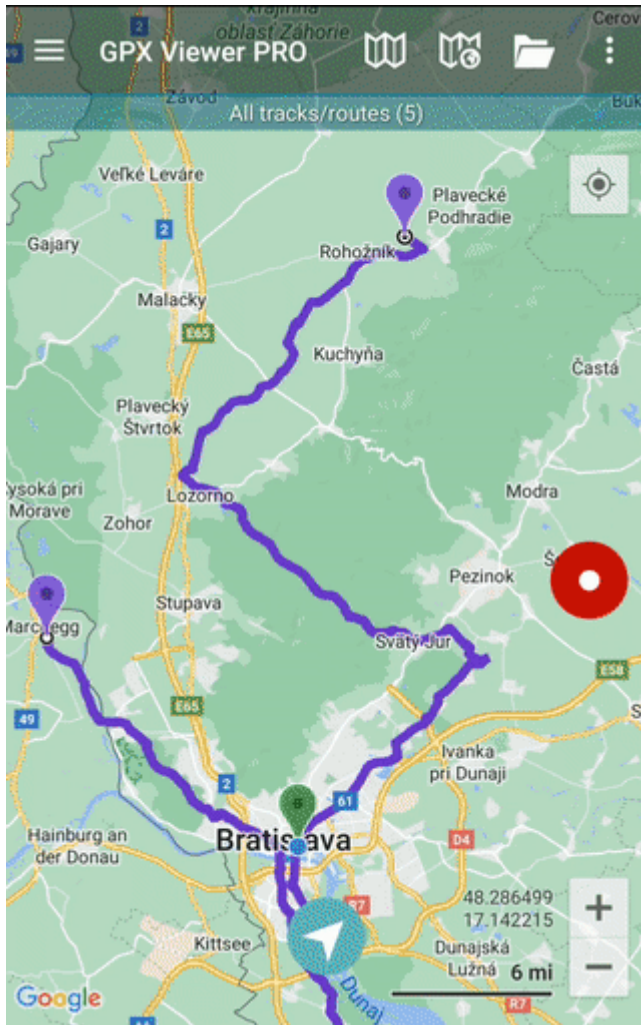 krajinná
oblasť Záhorie
Cerov
GPX Viewer PRO
Závod
Buk
All tracks/routes (5)
Veľké Leváre
Plavecké
Podhradie
2
Gajary
Rohožník
Malacky
E65
Kuchyňa
Častá
Plavecký
Štvrtok
Modra
Vysoká pri
Morave
Lozorno
Zohor
Pezinok
Stupava
Marchegg
Svätý Jur
E58
E65
49
Ivanka
pri Dunaji
2
61
Hainburg an
der Donau
Bratislava
D4
48.286499
17.142215
R7
Kittsee
Dunajská
Lužná
6 mi
Dunaj
Google
R7